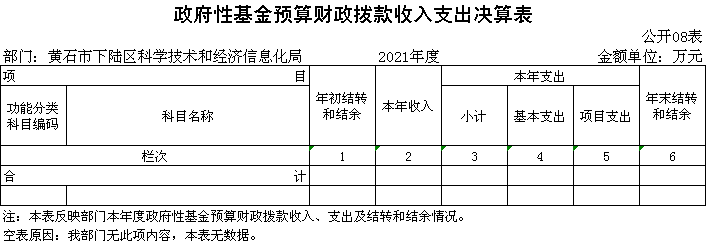 政府性基金预算财政拨款收入支出决算表
公开08表
部门：黄石市下陆区科学技术和经济信息化局 2021年度 金额单位：万元
项 目 年初结转和结余 本年收入 本年支出 年末结转和结余
功能分类科目编码 科目名称 小计 基本支出 项目支出
栏次 1 2 3 4 5 6
合 计
注：本表反映部门本年度政府性基金预算财政拨款收入、支出及结转和结余情况。
空表原因：我部门无此项内容，本表无数据。